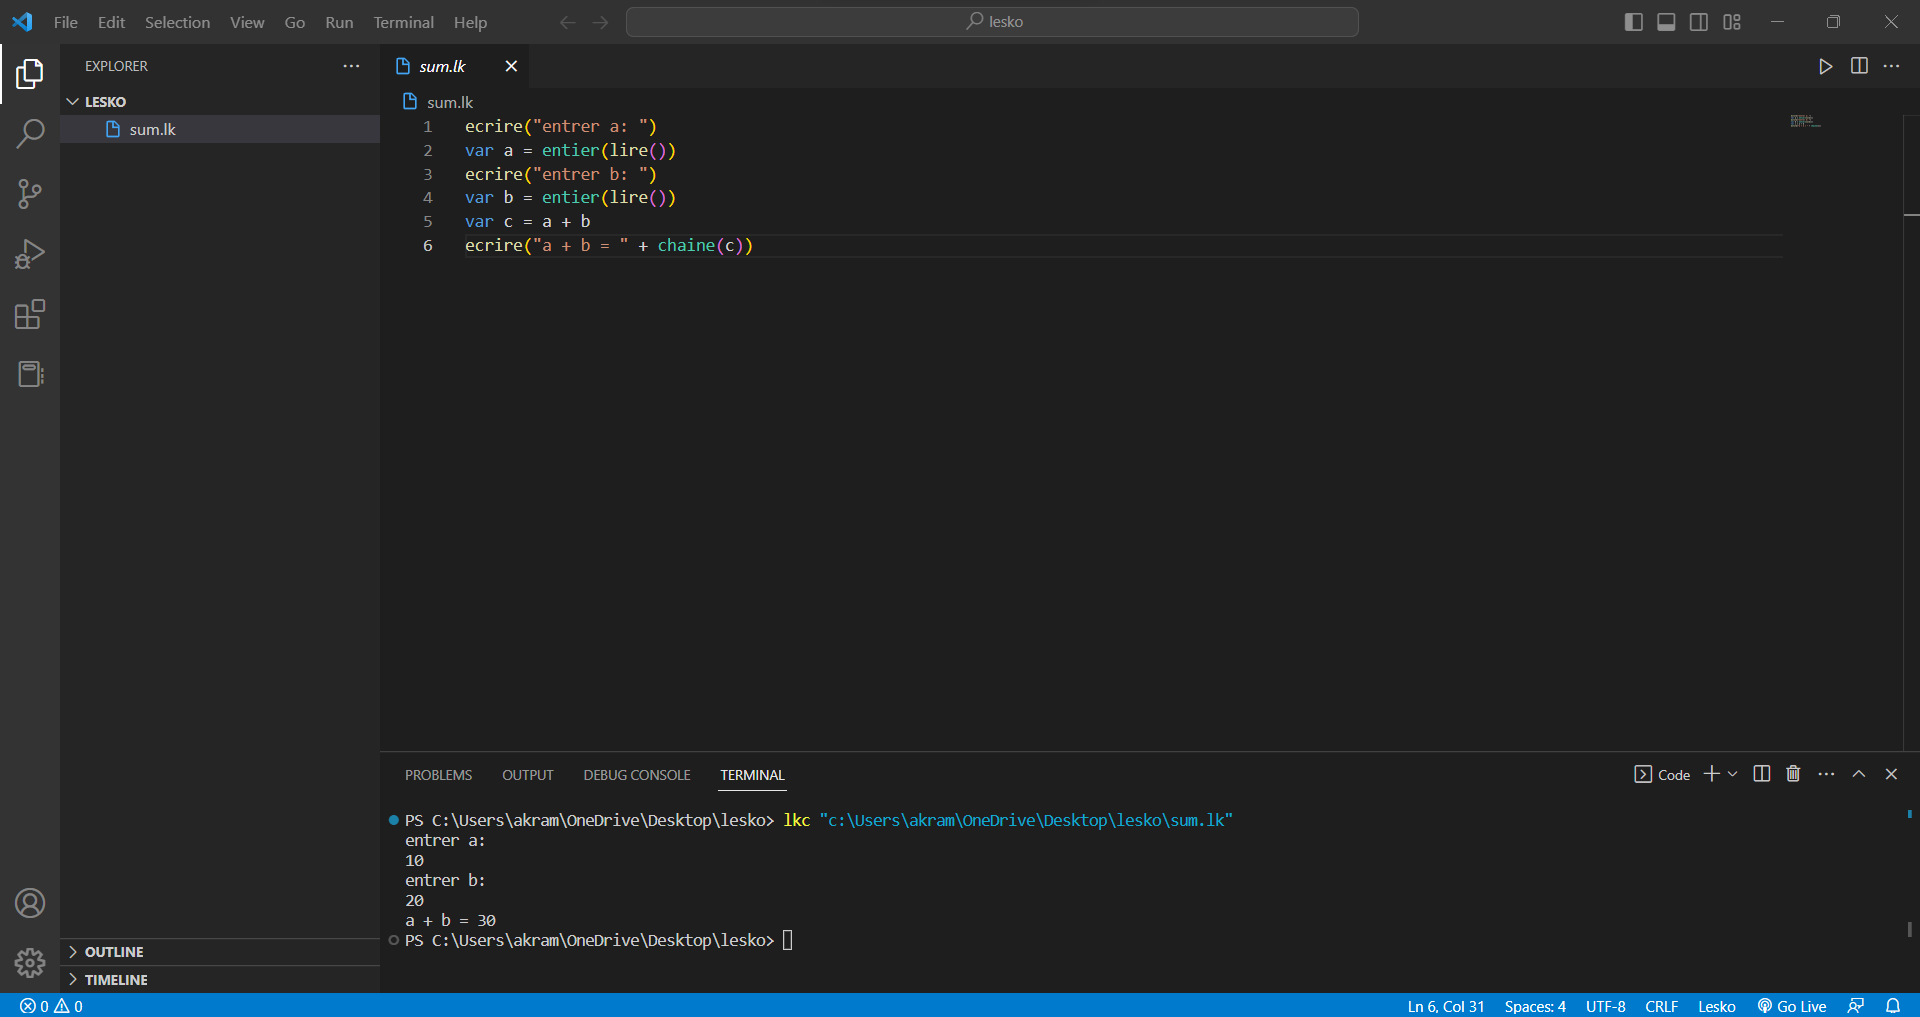 File Edit Selection View Go Run Terminal Help
lesko
EXPLORER
LESKO
sum.lk
sum.lk
sum.lk
1 ecrire("entrer a: ")
2 var a = entier(lire())
3 ecrire("entrer b: ")
4 var b = entier(lire())
5 var c = a + b
6 ecrire("a + b = " + chaine(c))
PROBLEMS OUTPUT DEBUG CONSOLE TERMINAL
Code
PS C:\Users\akram\OneDrive\Desktop\lesko> lkc "c:\Users\akram\OneDrive\Desktop\lesko\sum.lk"
entrer a:
10
entrer b:
20
a + b = 30
PS C:\Users\akram\OneDrive\Desktop\lesko>
OUTLINE
TIMELINE
0 0
Ln 6, Col 31 Spaces: 4 UTF-8 CRLF Lesko Go Live